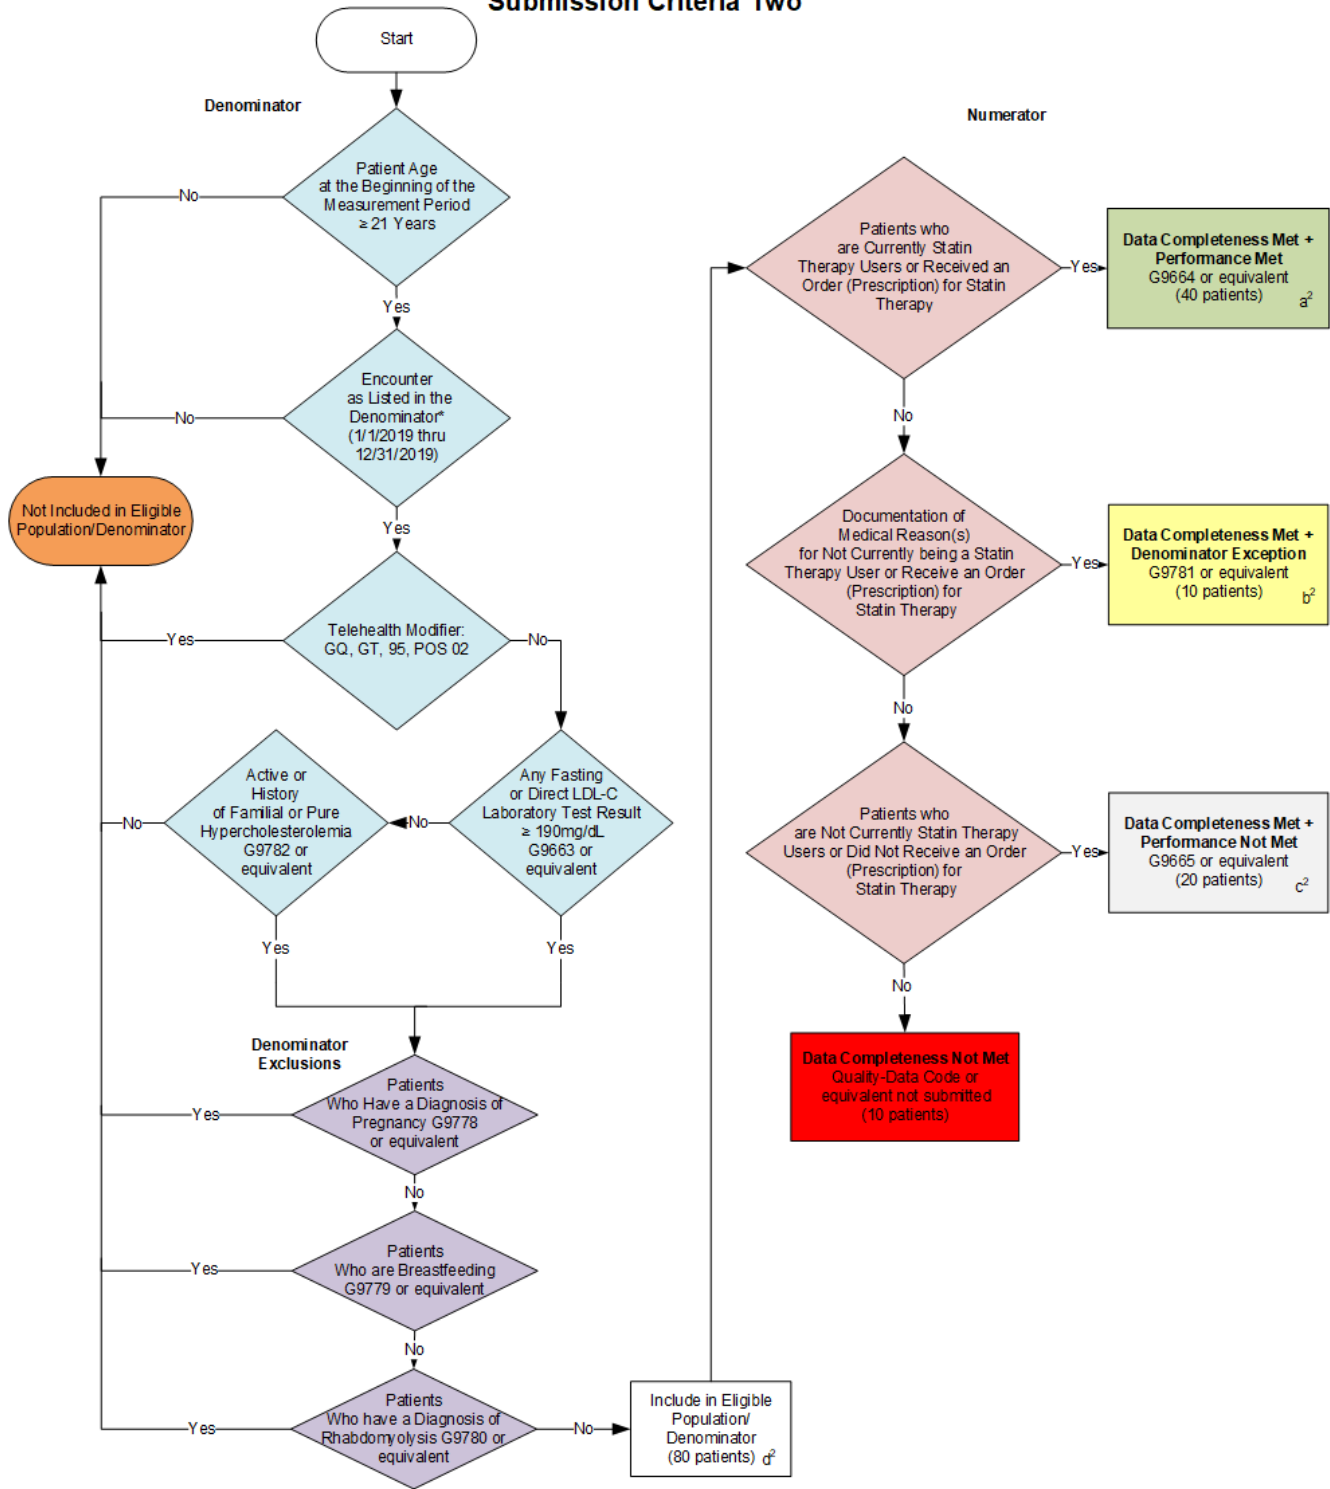 Submission Criteria Two
Start
Denominator
Patient Age
at the Beginning of the
Measurement Period
≥ 21 Years
No
Yes
Encounter
as Listed in the
Denominator*
(1/1/2019 thru
12/31/2019)
No
Yes
Not Included in Eligible
Population/Denominator
Telehealth Modifier:
GQ, GT, 95, POS 02
Yes
No
Any Fasting
or Direct LDL-C
Laboratory Test Result
≥ 190mg/dL
G9663 or
equivalent
No
Yes
Active or
History
of Familial or Pure
Hypercholesterolemia
G9782 or
equivalent
No
Yes
Denominator
Exclusions
Patients
Who Have a Diagnosis of
Pregnancy G9778
or equivalent
Yes
No
Patients
Who are Breastfeeding
G9779 or equivalent
Yes
No
Patients
Who have a Diagnosis of
Rhabdomyolysis G9780 or
equivalent
Yes
No
Include in Eligible
Population/
Denominator
(80 patients) d²
Numerator
Patients who
are Currently Statin
Therapy Users or Received an
Order (Prescription) for Statin
Therapy
Yes
Data Completeness Met +
Performance Met
G9664 or equivalent
(40 patients) a²
No
Documentation of
Medical Reason(s)
for Not Currently being a Statin
Therapy User or Receive an Order
(Prescription) for
Statin Therapy
Yes
Data Completeness Met +
Denominator Exception
G9781 or equivalent
(10 patients) b²
No
Patients who
are Not Currently Statin Therapy
Users or Did Not Receive an Order
(Prescription) for
Statin Therapy
Yes
Data Completeness Met +
Performance Not Met
G9665 or equivalent
(20 patients) c²
No
Data Completeness Not Met
Quality-Data Code or
equivalent not submitted
(10 patients)